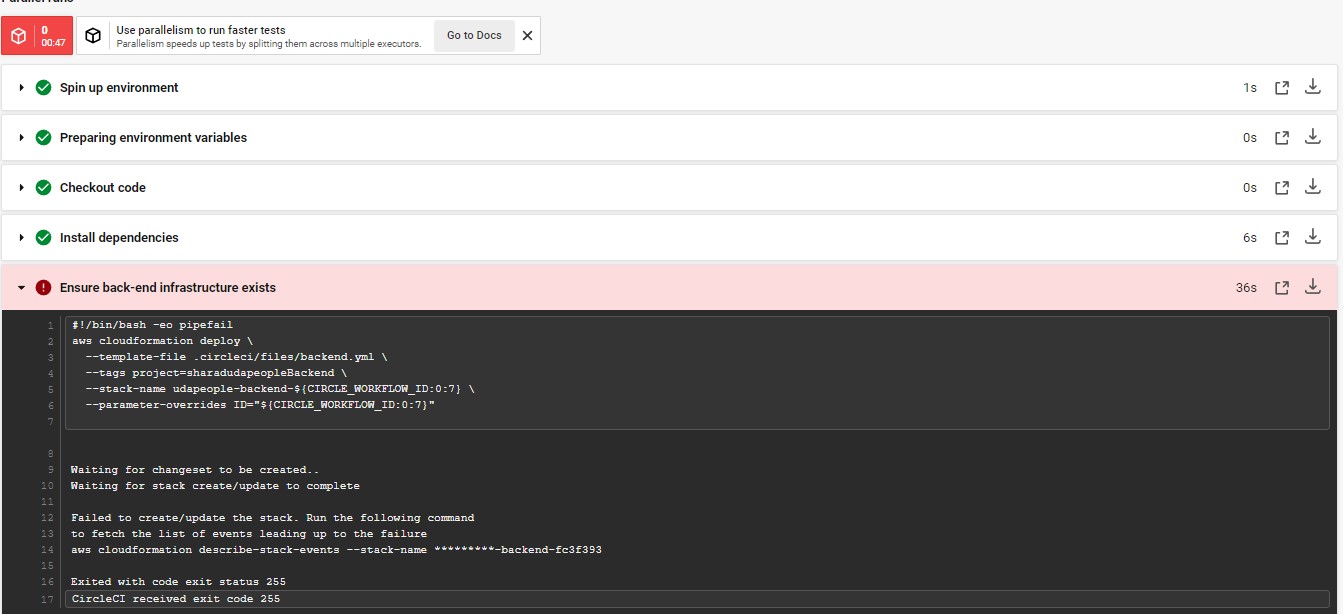 Parallel runs
0
00:47
Use parallelism to run faster tests
Parallelism speeds up tests by splitting them across multiple executors.
Go to Docs
Spin up environment
1s
Preparing environment variables
0s
Checkout code
0s
Install dependencies
6s
Ensure back-end infrastructure exists
36s
1 #!/bin/bash -eo pipefail
2 aws cloudformation deploy \
3   --template-file .circleci/files/backend.yml \
4   --tags project=sharadudapeopleBackend \
5   --stack-name udapeople-backend-${CIRCLE_WORKFLOW_ID:0:7} \
6   --parameter-overrides ID="${CIRCLE_WORKFLOW_ID:0:7}"
7
8
9 Waiting for changeset to be created..
10 Waiting for stack create/update to complete
11
12 Failed to create/update the stack. Run the following command
13 to fetch the list of events leading up to the failure
14 aws cloudformation describe-stack-events --stack-name *********-backend-fc3f393
15
16 Exited with code exit status 255
17 CircleCI received exit code 255